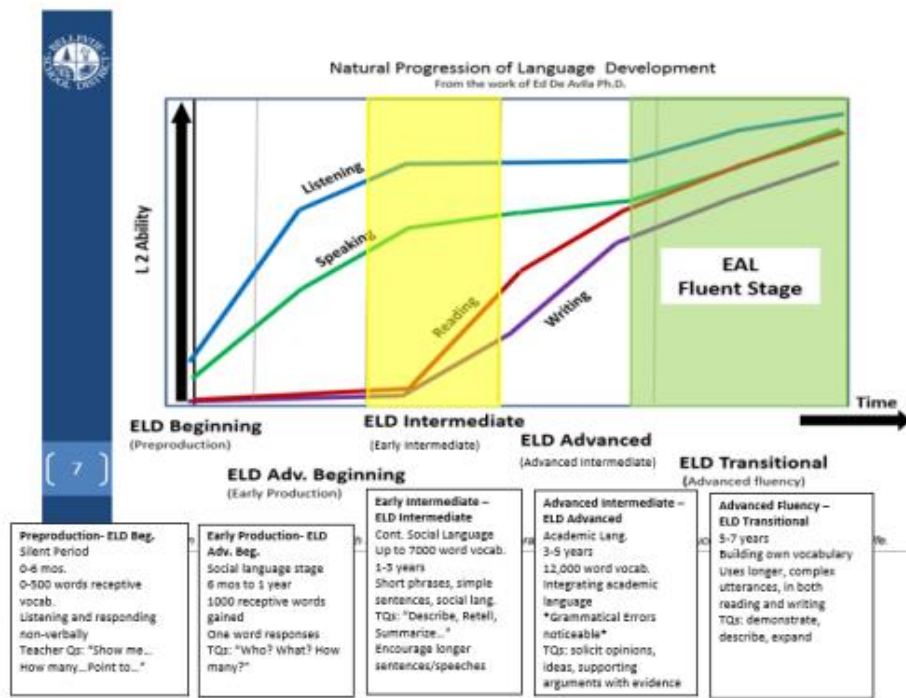 BELLEVUE
SCHOOL DISTRICT
Natural Progression of Language Development
From the work of Ed De Avila Ph.D.
L 2 Ability
Listening
Speaking
Reading
Writing
EAL
Fluent Stage
Time
ELD Beginning
(Preproduction)
ELD Intermediate
(Early Intermediate)
ELD Advanced
(Advanced Intermediate)
7
ELD Adv. Beginning
(Early Production)
ELD Transitional
(Advanced fluency)
Preproduction- ELD Beg.
Silent Period
0-6 mos.
0-500 words receptive
vocab.
Listening and responding
non-verbally
Teacher Qs: "Show me...
How many...Point to..."
Early Production- ELD
Adv. Beg.
Social language stage
6 mos to 1 year
1000 receptive words
gained
One word responses
TQs: "Who? What? How
many?"
Early Intermediate –
ELD Intermediate
Cont. Social Language
Up to 7000 word vocab.
1-3 years
Short phrases, simple
sentences, social lang.
TQs: "Describe, Retell,
Summarize..."
Encourage longer
sentences/speeches
Advanced Intermediate –
ELD Advanced
Academic Lang.
3-5 years
12,000 word vocab.
Integrating academic
language
*Grammatical Errors
noticeable*
TQs: solicit opinions,
ideas, supporting
arguments with evidence
Advanced Fluency –
ELD Transitional
5-7 years
Building own vocabulary
Uses longer, complex
utterances, in both
reading and writing
TQs: demonstrate,
describe, expand